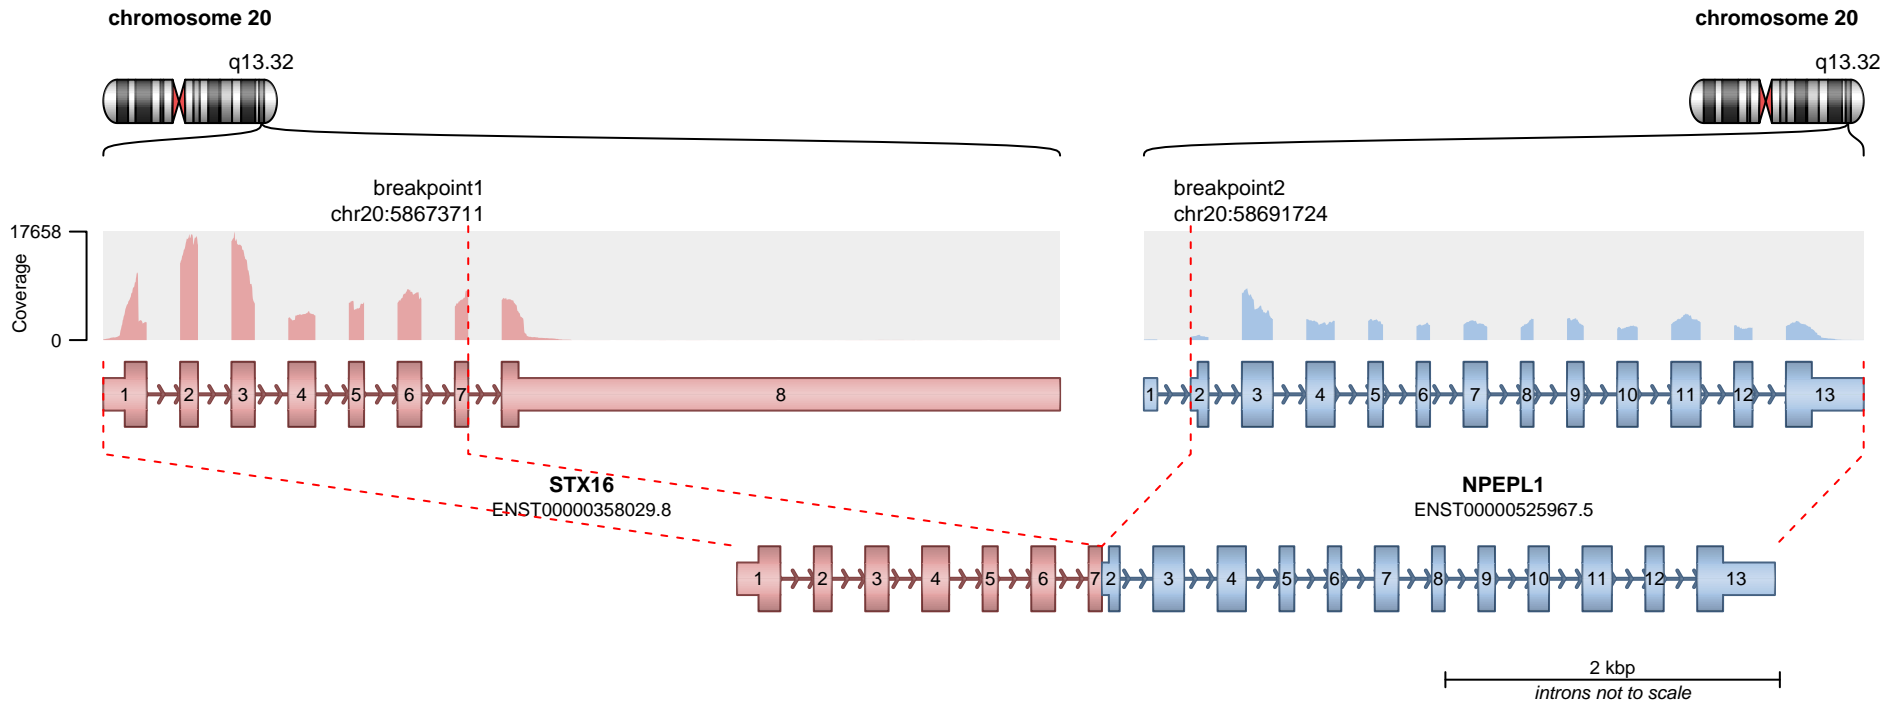 chromosome 20
chromosome 20
q13.32
q13.32
breakpoint1
chr20:58673711
breakpoint2
chr20:58691724
17658
Coverage
0
1 2 3 4 5 6 7 8
1 2 3 4 5 6 7 8 9 10 11 12 13
STX16
ENST00000358029.8
NPEPL1
ENST00000525967.5
1 2 3 4 5 6 7 2 3 4 5 6 7 8 9 10 11 12 13
2 kbp
introns not to scale